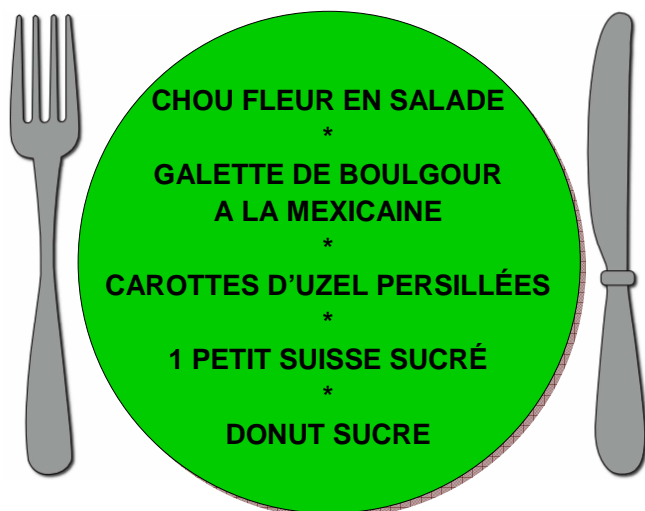 CHOU FLEUR EN SALADE
*
GALETTE DE BOULGOUR
A LA MEXICAINE
*
CAROTTES D'UZEL PERSILLÉES
*
1 PETIT SUISSE SUCRÉ
*
DONUT SUCRE